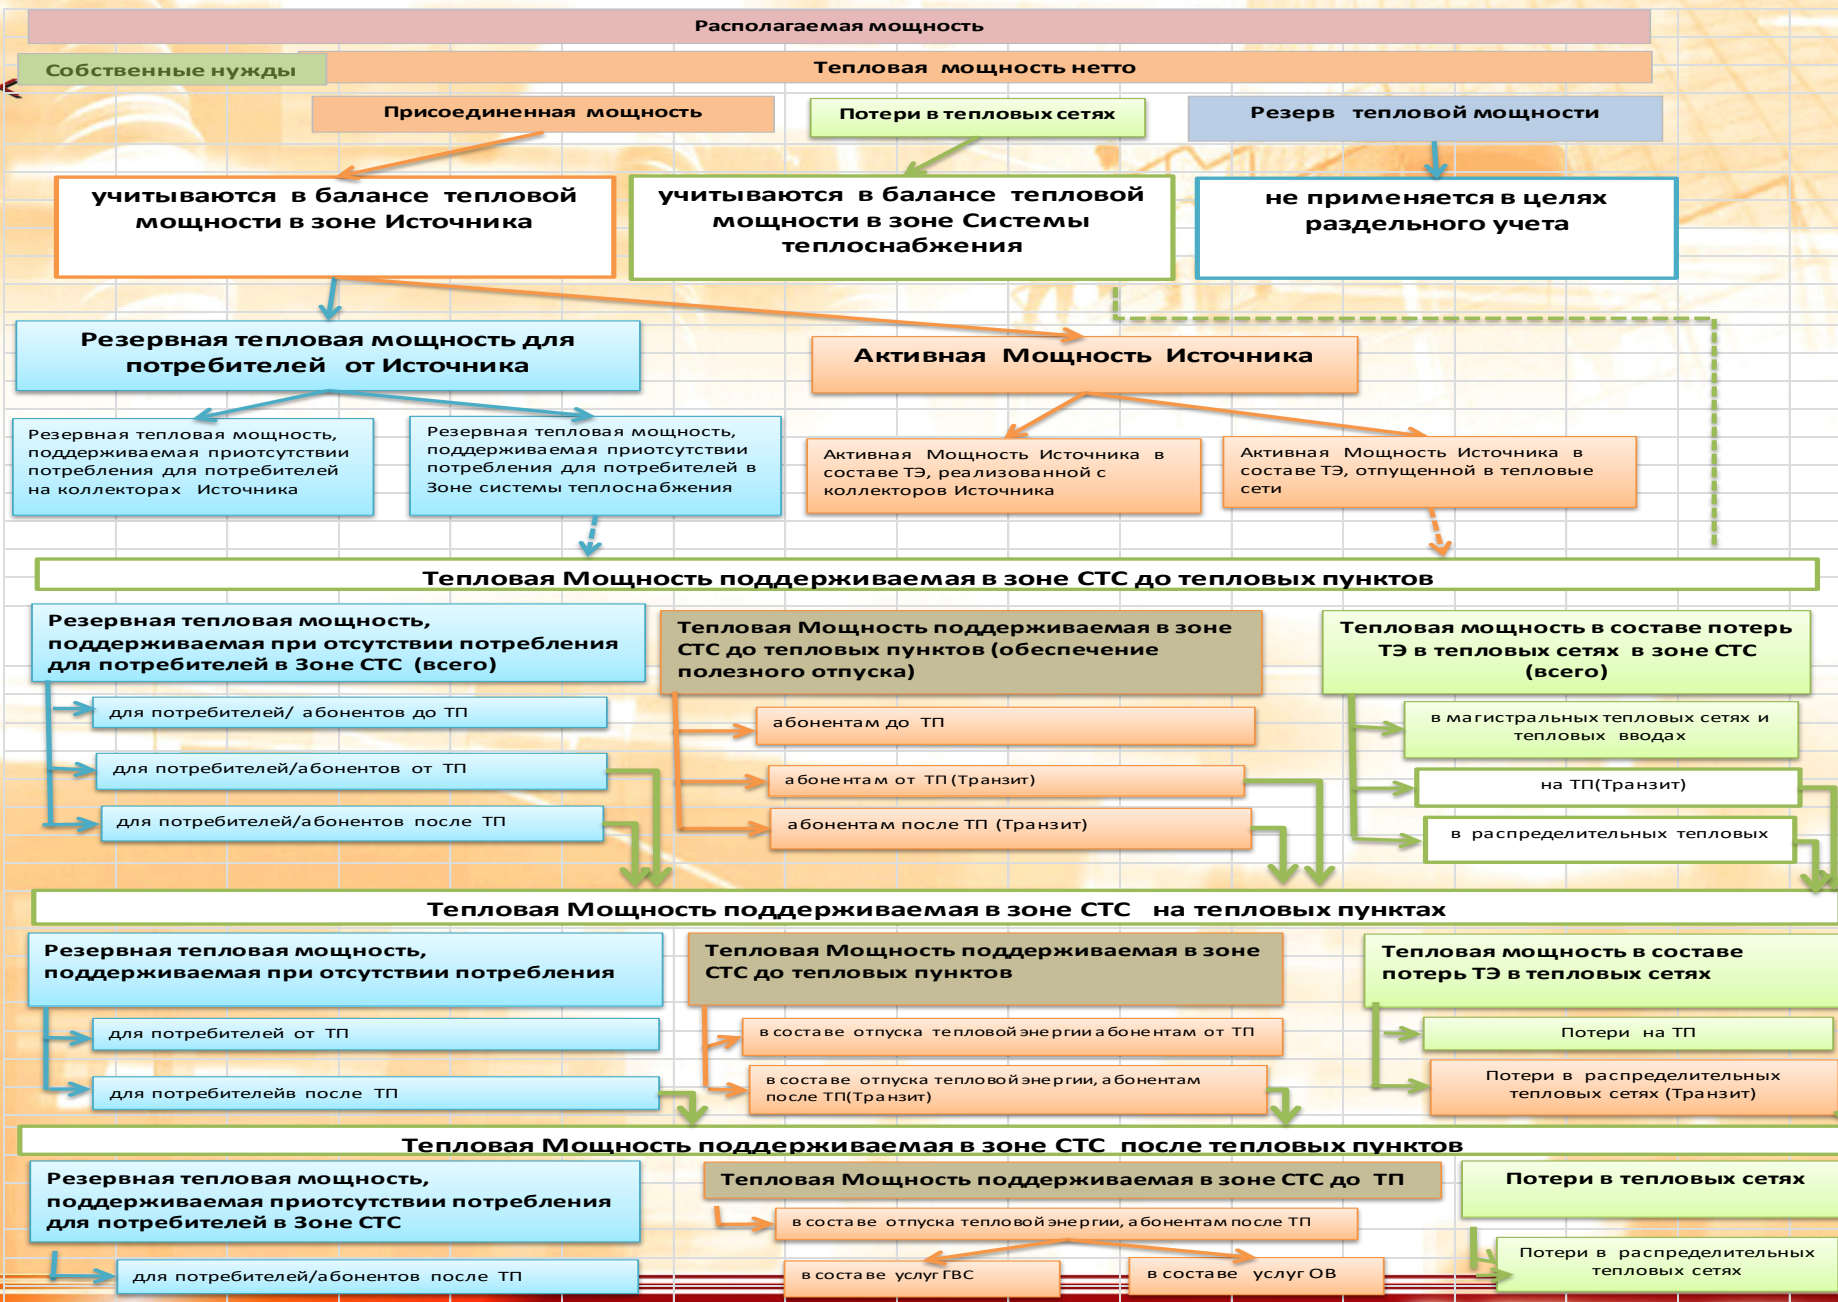 Располагаемая мощность
Собственные нужды
Тепловая мощность нетто
Присоединенная мощность
Потери в тепловых сетях
Резерв тепловой мощности
учитываются в балансе тепловой
мощности в зоне Источника
учитываются в балансе тепловой
мощности в зоне Системы
теплоснабжения
не применяется в целях
раздельного учета
Резервная тепловая мощность для
потребителей от Источника
Активная Мощность Источника
Резервная тепловая мощность,
поддерживаемая приотсутствии
потребления для потребителей
на коллекторах Источника
Резервная тепловая мощность,
поддерживаемая приотсутствии
потребления для потребителей в
Зоне системы теплоснабжения
Активная Мощность Источника в
составе ТЭ, реализованной с
коллекторов Источника
Активная Мощность Источника в
составе ТЭ, отпущенной в тепловые
сети
Тепловая Мощность поддерживаемая в зоне СТС до тепловых пунктов
Резервная тепловая мощность,
поддерживаемая при отсутствии потребления
для потребителей в Зоне СТС (всего)
для потребителей/ абонентов до ТП
для потребителей/абонентов от ТП
для потребителей/абонентов после ТП
Тепловая Мощность поддерживаемая в зоне
СТС до тепловых пунктов (обеспечение
полезного отпуска)
абонентам до ТП
абонентам от ТП (Транзит)
абонентам после ТП (Транзит)
Тепловая мощность в составе потерь
ТЭ в тепловых сетях в зоне СТС
(всего)
в магистральных тепловых сетях и
тепловых вводах
на ТП(Транзит)
в распределительных тепловых
Тепловая Мощность поддерживаемая в зоне СТС на тепловых пунктах
Резервная тепловая мощность,
поддерживаемая при отсутствии потребления
для потребителей от ТП
для потребителейв после ТП
Тепловая Мощность поддерживаемая в зоне
СТС до тепловых пунктов
в составе отпуска тепловой энергии абонентам от ТП
в составе отпуска тепловой энергии, абонентам
после ТП(Транзит)
Тепловая мощность в составе
потерь ТЭ в тепловых сетях
Потери на ТП
Потери в распределительных
тепловых сетях (Транзит)
Тепловая Мощность поддерживаемая в зоне СТС после тепловых пунктов
Резервная тепловая мощность,
поддерживаемая приотсутствии потребления
для потребителей в Зоне СТС
для потребителей/абонентов после ТП
Тепловая Мощность поддерживаемая в зоне СТС до ТП
в составе отпуска тепловой энергии, абонентам после ТП
в составе услуг ГВС
в составе услуг ОВ
Потери в тепловых сетях
Потери в распределительных
тепловых сетях